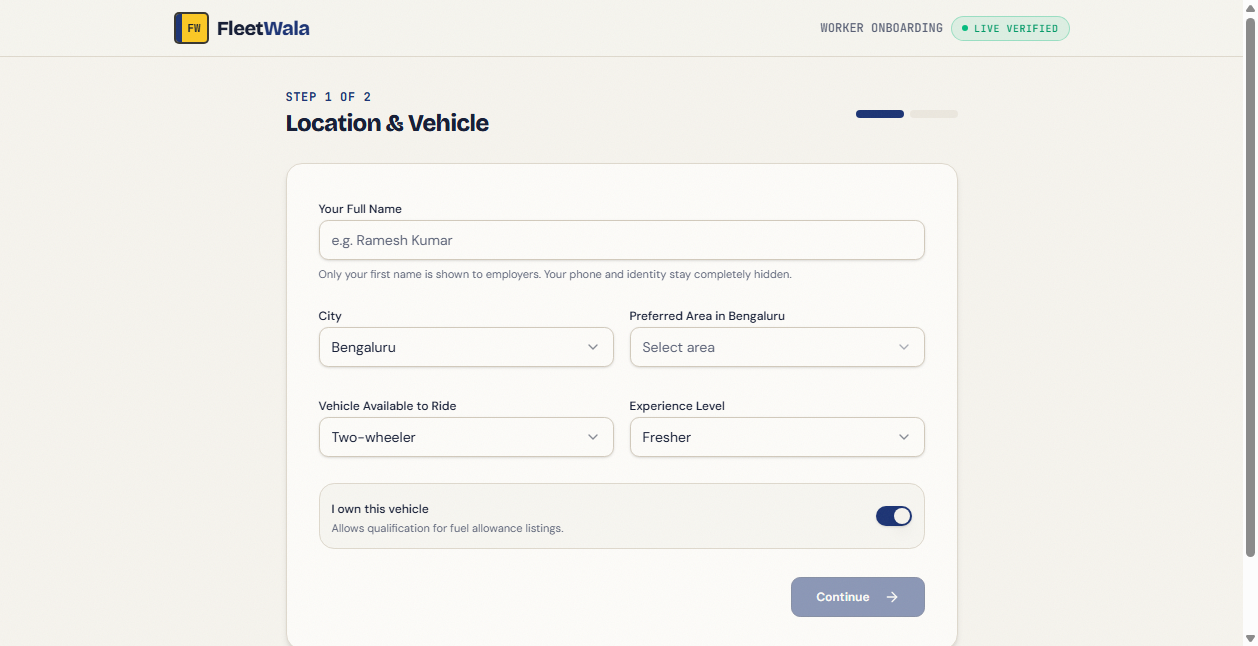 FW FleetWala
WORKER ONBOARDING LIVE VERIFIED
STEP 1 OF 2
Location & Vehicle
Your Full Name
e.g. Ramesh Kumar
Only your first name is shown to employers. Your phone and identity stay completely hidden.
City Preferred Area in Bengaluru
Bengaluru Select area
Vehicle Available to Ride Experience Level
Two-wheeler Fresher
I own this vehicle
Allows qualification for fuel allowance listings.
Continue